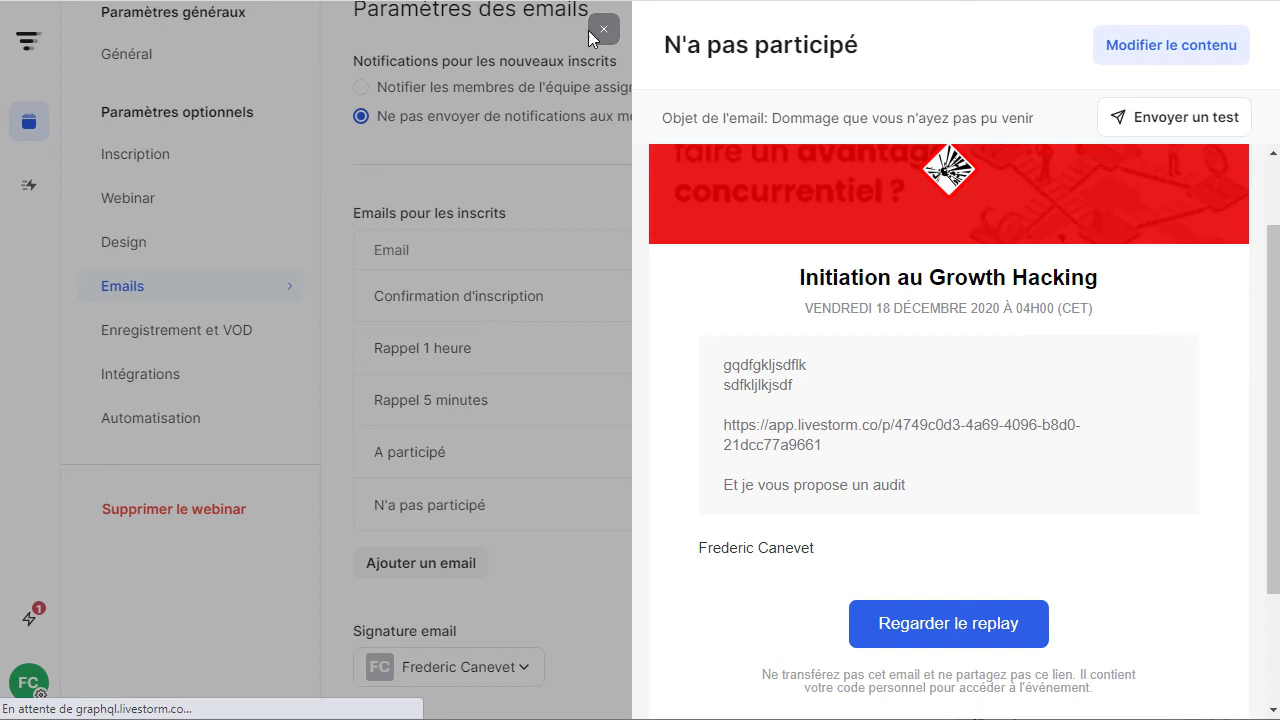 Paramètres généraux
Général
Paramètres optionnels
Inscription
Webinar
Design
Emails
Enregistrement et VOD
Intégrations
Automatisation
Supprimer le webinar
1
FC
En attente de graphql.livestorm.co...
Paramètres des emails
Notifications pour les nouveaux inscrits
Notifier les membres de l'équipe
Ne pas envoyer de notifications aux
Emails pour les inscrits
Email
Confirmation d'inscription
Rappel 1 heure
Rappel 5 minutes
A participé
N'a pas participé
Ajouter un email
Signature email
FC Frederic Canevet
N'a pas participé
Modifier le contenu
Objet de l'email: Dommage que vous n'ayez pas pu venir
Envoyer un test
faire un avantage
concurrentiel ?
Initiation au Growth Hacking
VENDREDI 18 DÉCEMBRE 2020 À 04H00 (CET)
gqdfgkljsdflk
sdfkljlkjsdf
https://app.livestorm.co/p/4749c0d3-4a69-4096-b8d0-
21dcc77a9661
Et je vous propose un audit
Frederic Canevet
Regarder le replay
Ne transférez pas cet email et ne partagez pas ce lien. Il contient
votre code personnel pour accéder à l'événement.